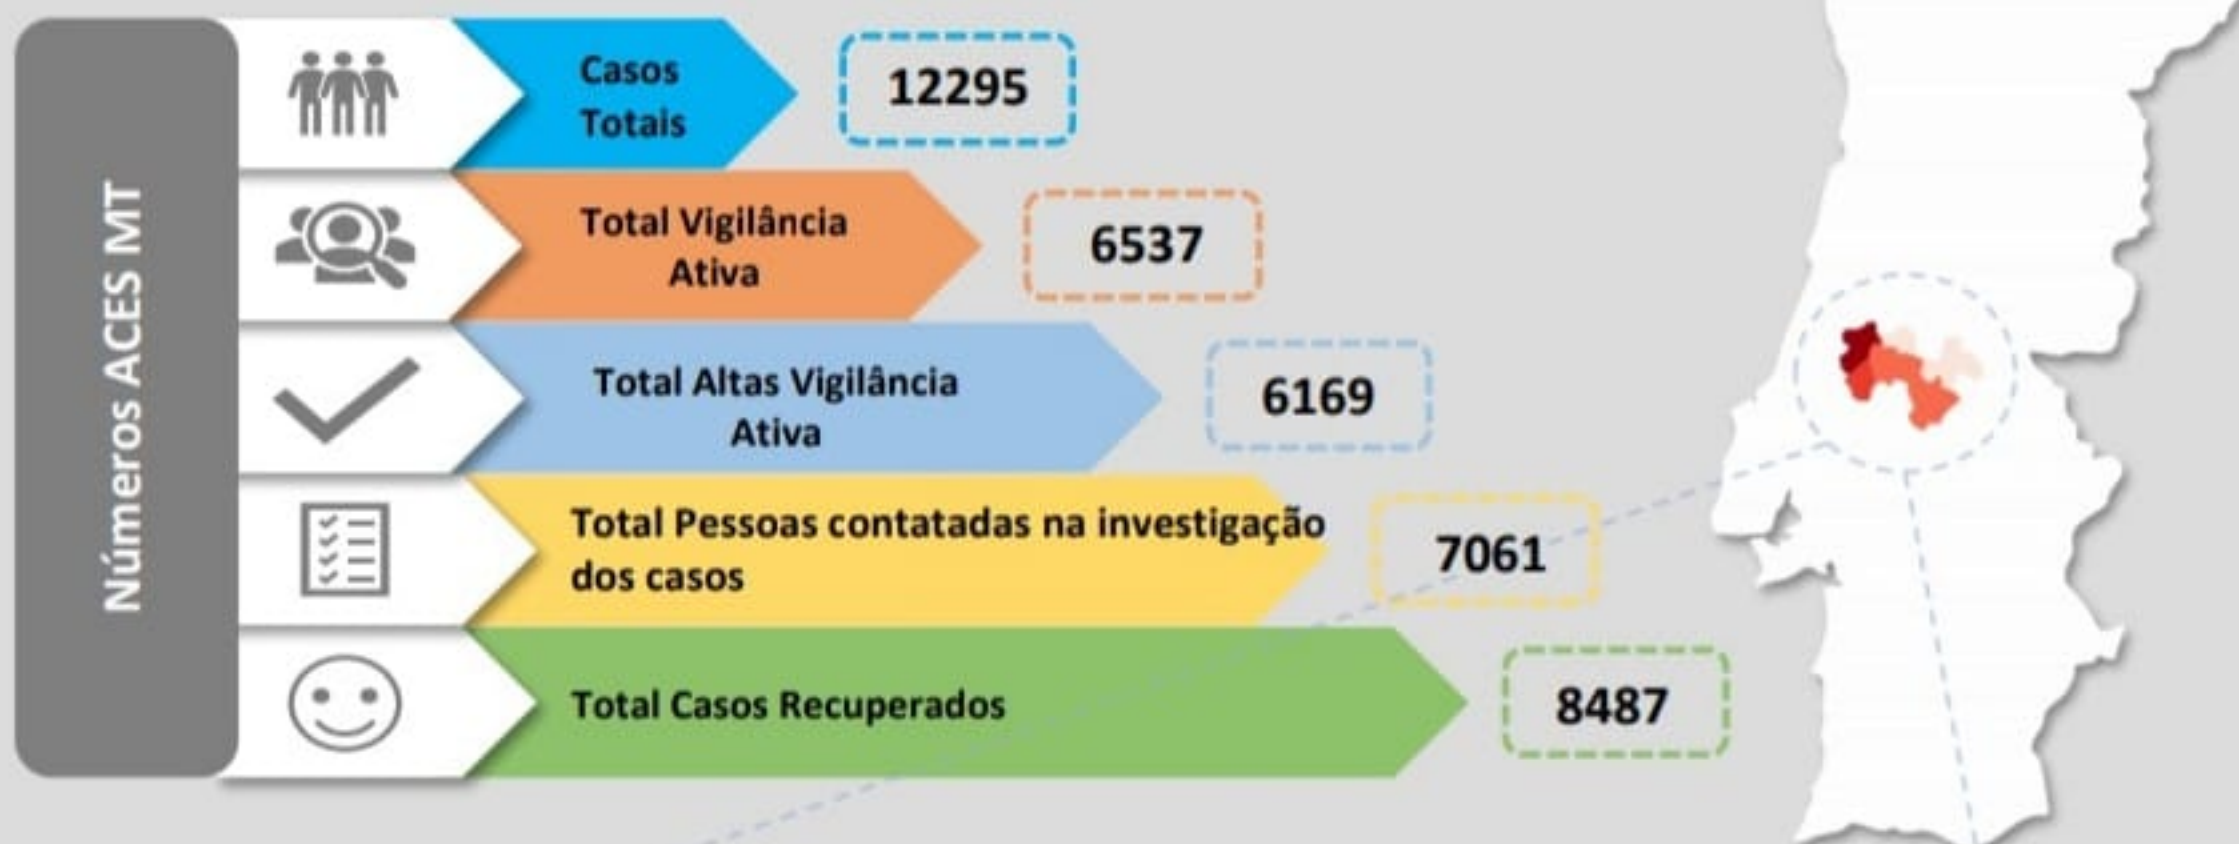 Números ACES MT
Casos
Totais
12295
Total Vigilância
Ativa
6537
Total Altas Vigilância
Ativa
6169
Total Pessoas contatadas na investigação
dos casos
7061
Total Casos Recuperados
8487